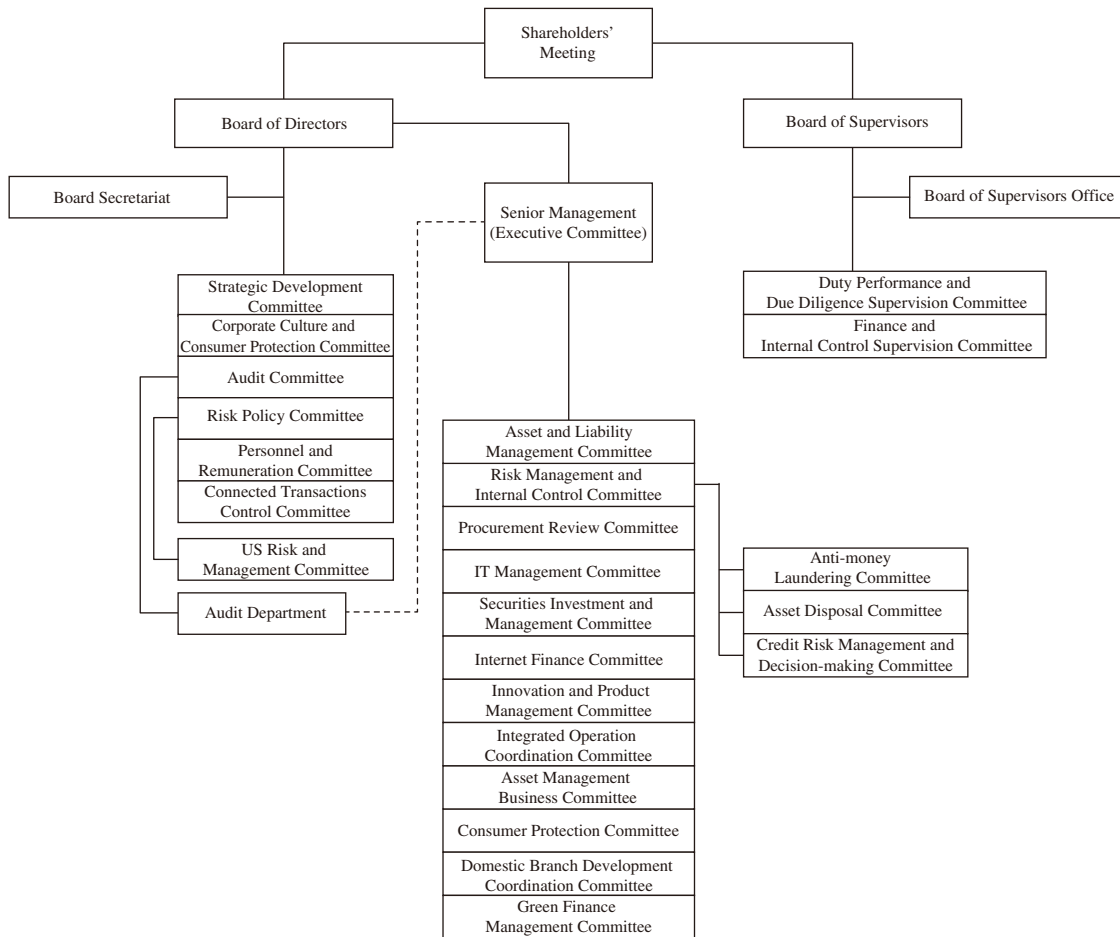 Shareholders'
Meeting
Board of Directors
Board of Supervisors
Board Secretariat
Senior Management
(Executive Committee)
Board of Supervisors Office
Strategic Development
Committee
Corporate Culture and
Consumer Protection Committee
Audit Committee
Risk Policy Committee
Personnel and
Remuneration Committee
Connected Transactions
Control Committee
US Risk and
Management Committee
Audit Department
Duty Performance and
Due Diligence Supervision Committee
Finance and
Internal Control Supervision Committee
Asset and Liability
Management Committee
Risk Management and
Internal Control Committee
Procurement Review Committee
IT Management Committee
Securities Investment and
Management Committee
Internet Finance Committee
Innovation and Product
Management Committee
Integrated Operation
Coordination Committee
Asset Management
Business Committee
Consumer Protection Committee
Domestic Branch Development
Coordination Committee
Green Finance
Management Committee
Anti-money
Laundering Committee
Asset Disposal Committee
Credit Risk Management and
Decision-making Committee